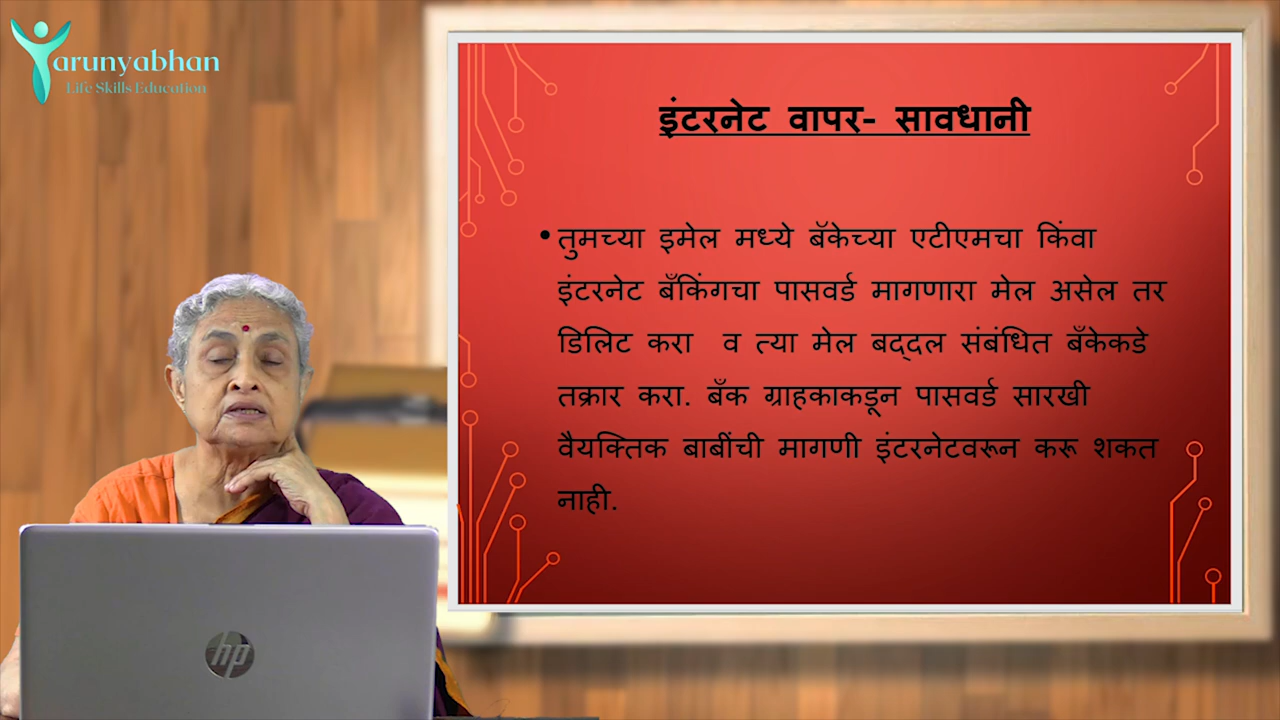 Yarunyabhan
Life Skills Education
इंटरनेट वापर- सावधानी
• तुमच्या इमेल मध्ये बॅंकेच्या एटीएमचा किंवा
इंटरनेट बँकिंगचा पासवर्ड मागणारा मेल असेल तर
डिलिट करा व त्या मेल बद्दल संबंधित बँकेकडे
तक्रार करा. बँक ग्राहकाकडून पासवर्ड सारखी
वैयक्तिक बाबींची मागणी इंटरनेटवरून करू शकत
नाही.
hp